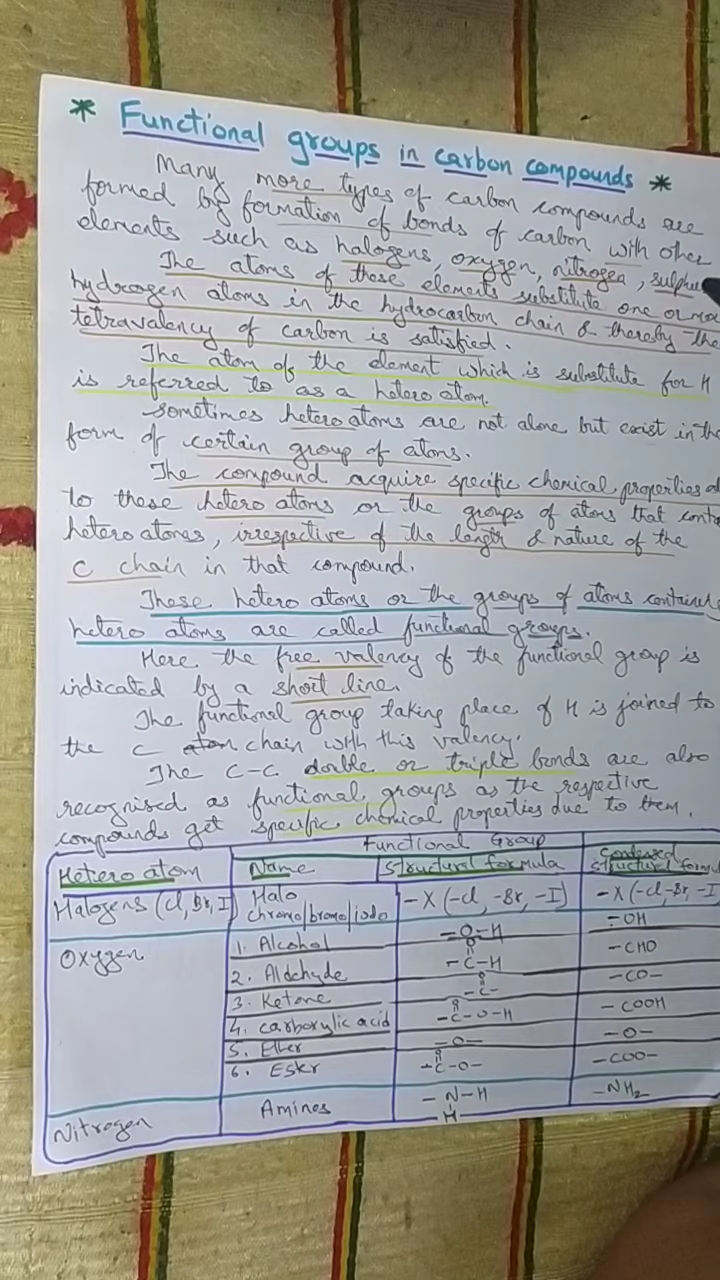 * Functional groups in carbon compounds *
Many more types of carbon compounds are
formed by formation of bonds of carbon with other
elements such as halogens, oxygen, nitrogen, sulphu
The atoms of these elements substitute one or mo
hydrogen atoms in the hydrocarbon chain & thereby the
tetravalency of carbon is satisfied.
The atom of the element which is substitute for H
is referred to as a hetero atom.
Sometimes hetero atoms are not alone but exist in the
form of certain group of atoms.
The compound acquire specific chemical properties d
to these hetero atoms or the groups of atoms that conta
hetero atoms, irrespective of the length & nature of the
C chain in that compound.
These hetero atoms or the groups of atoms containing
hetero atoms are called functional groups.
Here the free valency of the functional group is
indicated by a short line.
The functional group taking place of H is joined to
the C chain with this valency.
The C-C double or triple bonds are also
recognised as functional groups as the respective
compounds get specific chemical properties due to them.
Functional Group
Hetero atom Name Structural formula Condensed structural formu
Halogens (Cl, Br, I) Halo chromo/bromo/iodo -X (-Cl, -Br, -I) -X (-Cl -Br, -I
Oxygen 1. Alcohol -O-H -OH
2. Aldehyde O -C-H -CHO
3. Ketone O -C- -CO-
4. Carboxylic acid O -C-O-H -COOH
5. Ether -O- -O-
6. Ester O -C-O- -COO-
Nitrogen Amines -N-H H -NH2